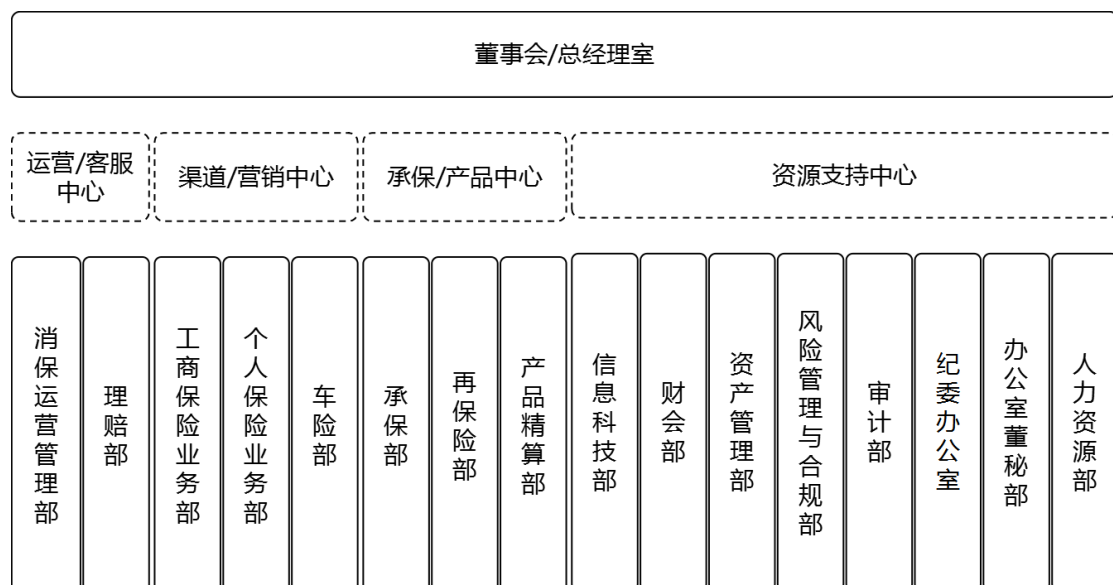 董事会/总经理室
运营/客服
中心
渠道/营销中心
承保/产品中心
资源支持中心
消保运营管理部
理赔部
工商保险业务部
个人保险业务部
车险部
承保部
再保险部
产品精算部
信息科技部
财会部
资产管理部
风险管理与合规部
审计部
纪委办公室
办公室董秘部
人力资源部